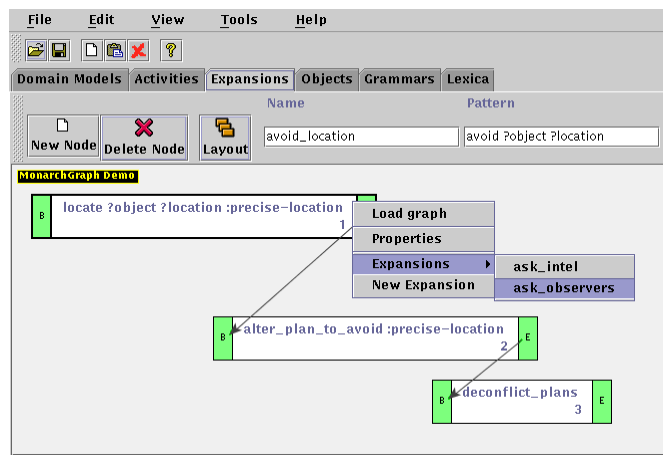 File Edit View Tools Help
Domain Models Activities Expansions Objects Grammars Lexica
Name Pattern
New Node Delete Node Layout avoid_location avoid ?object ?location
MonarchGraph Demo
B locate ?object ?location :precise-location
1
Load graph
Properties
Expansions ask_intel
New Expansion ask_observers
B alter_plan_to_avoid :precise-location E
2
B deconflict_plans E
3